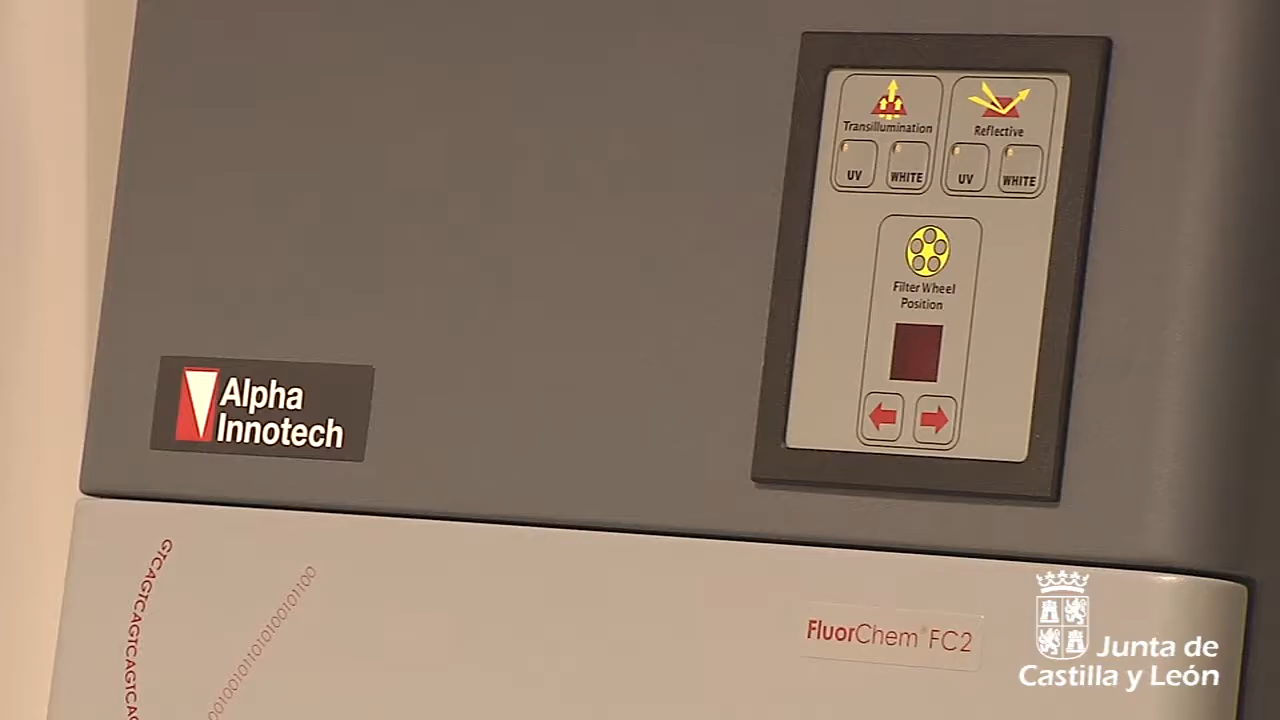 Transillumination
Reflective
UV
WHITE
UV
WHITE
Filter Wheel
Position
Alpha
Innotech
GTCAGTCAGTCAGTCAG
FluorChem® FC2
Junta de
Castilla y León